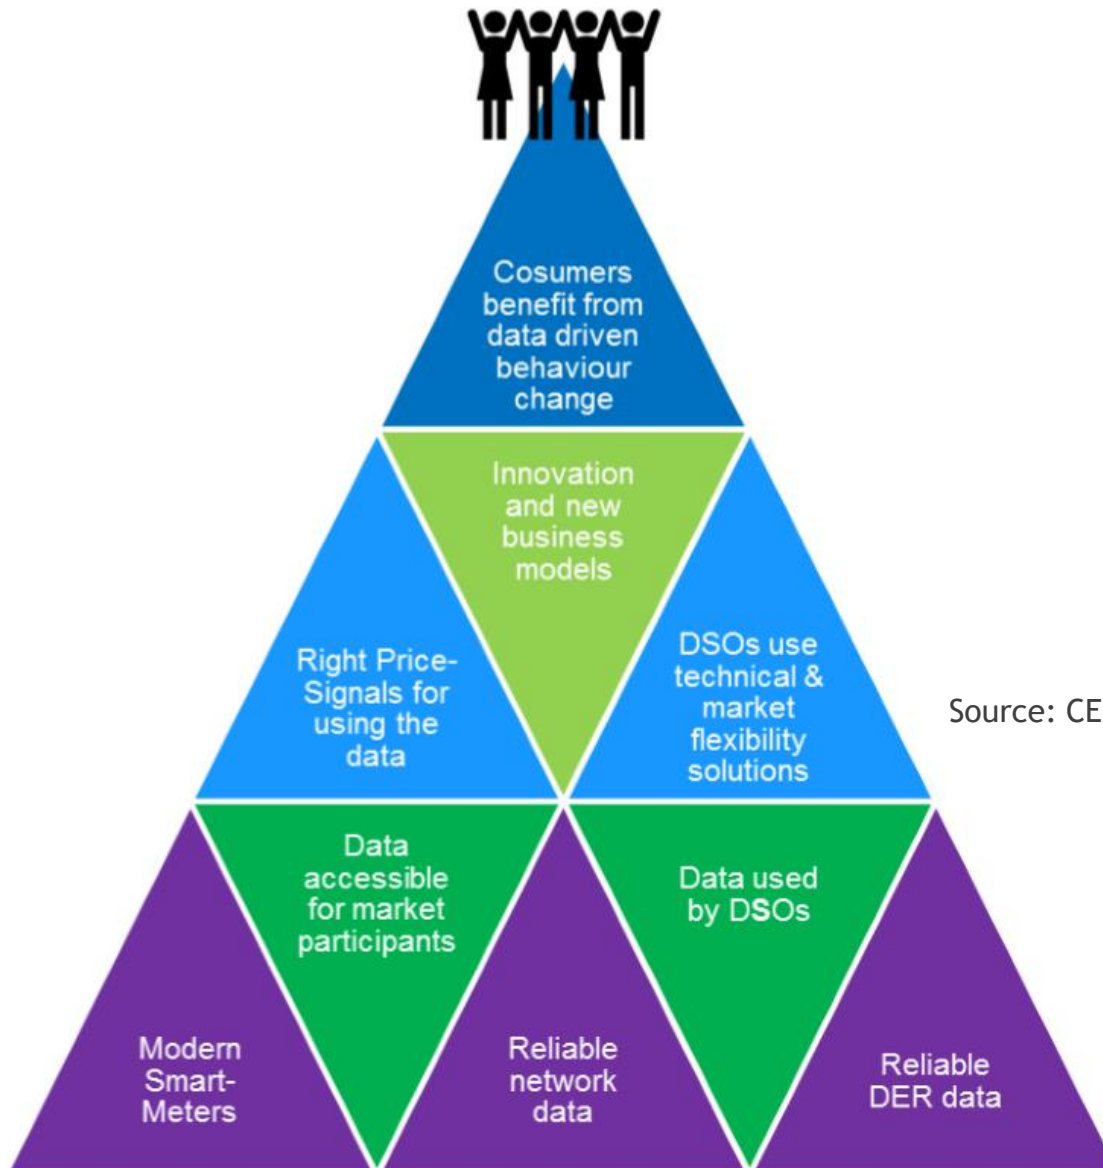 Cosumers
benefit from
data driven
behaviour
change
Innovation
and new
business
models
Right Price-
Signals for
using the
data
DSOs use
technical &
market
flexibility
solutions
Source: CE
Data
accessible
for market
participants
Data used
by DSOs
Modern
Smart-
Meters
Reliable
network
data
Reliable
DER data